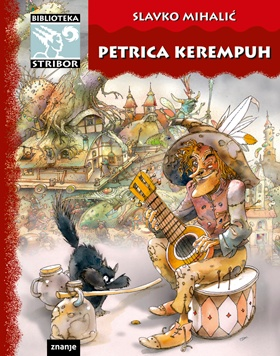 BIBLIOTEKA
STRIBOR
SLAVKO MIHALIĆ
PETRICA KEREMPUH
znanje